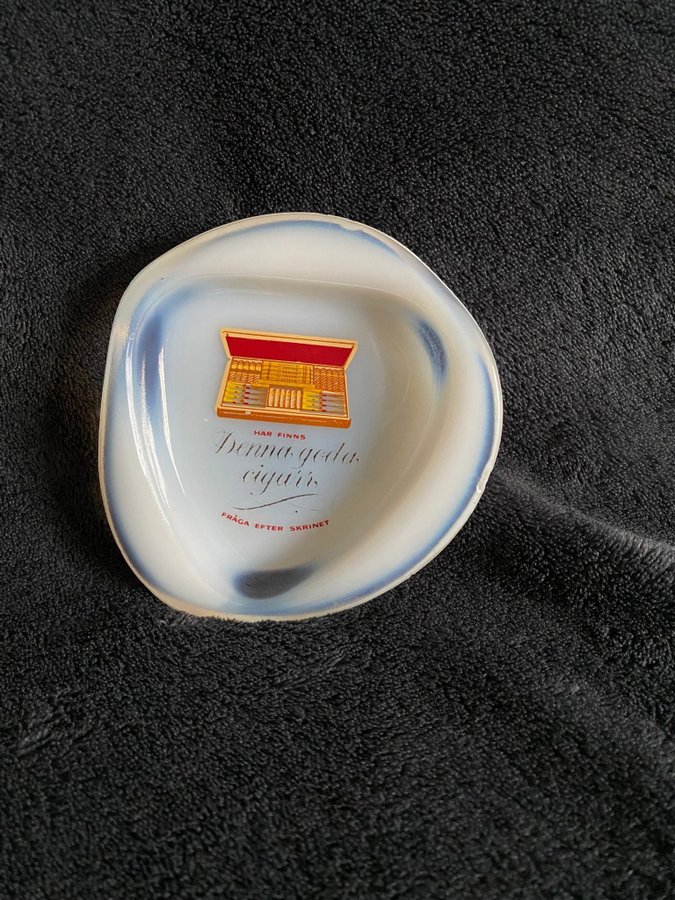 HÄR FINNS
Denna goda
cigarr
FRÅGA EFTER SKRINET